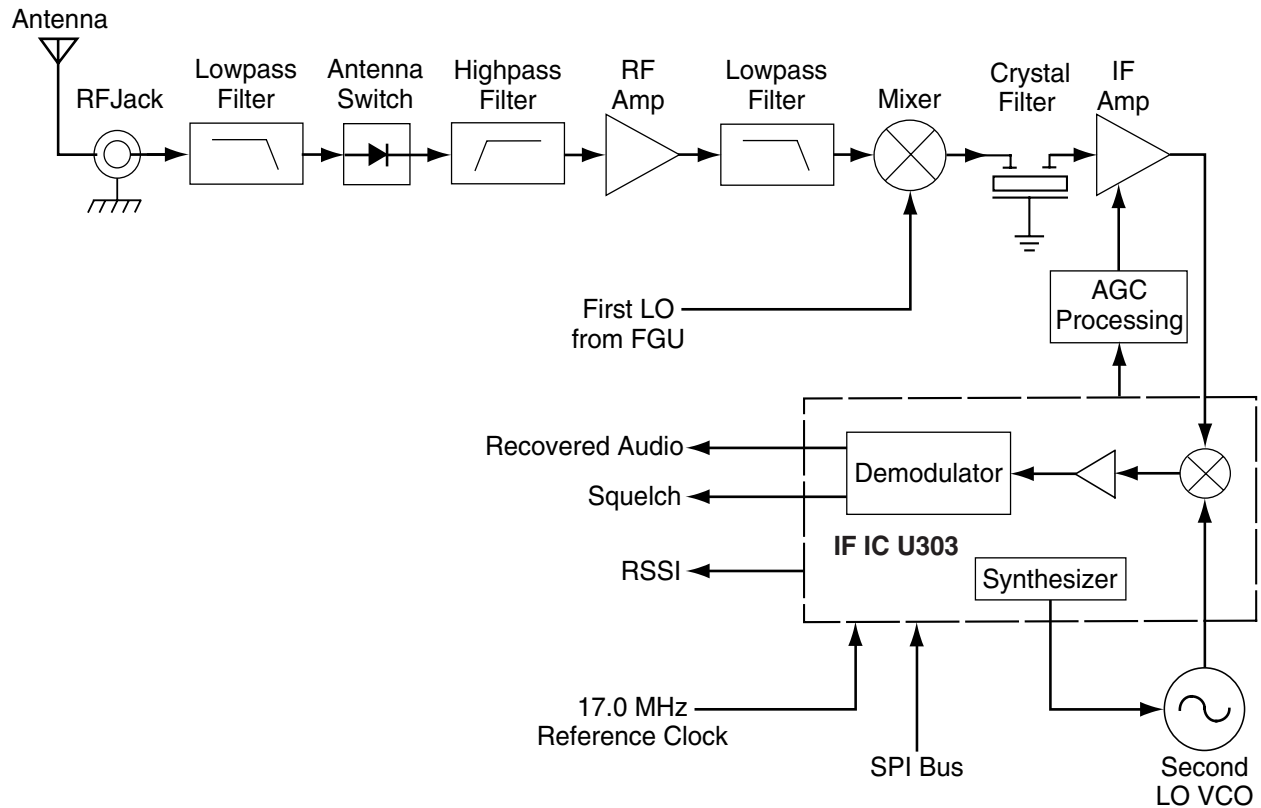 Antenna
RFJack
Lowpass
Filter
Antenna
Switch
Highpass
Filter
RF
Amp
Lowpass
Filter
Mixer
Crystal
Filter
IF
Amp
First LO
from FGU
AGC
Processing
Recovered Audio
Squelch
RSSI
Demodulator
IF IC U303
Synthesizer
17.0 MHz
Reference Clock
SPI Bus
Second
LO VCO